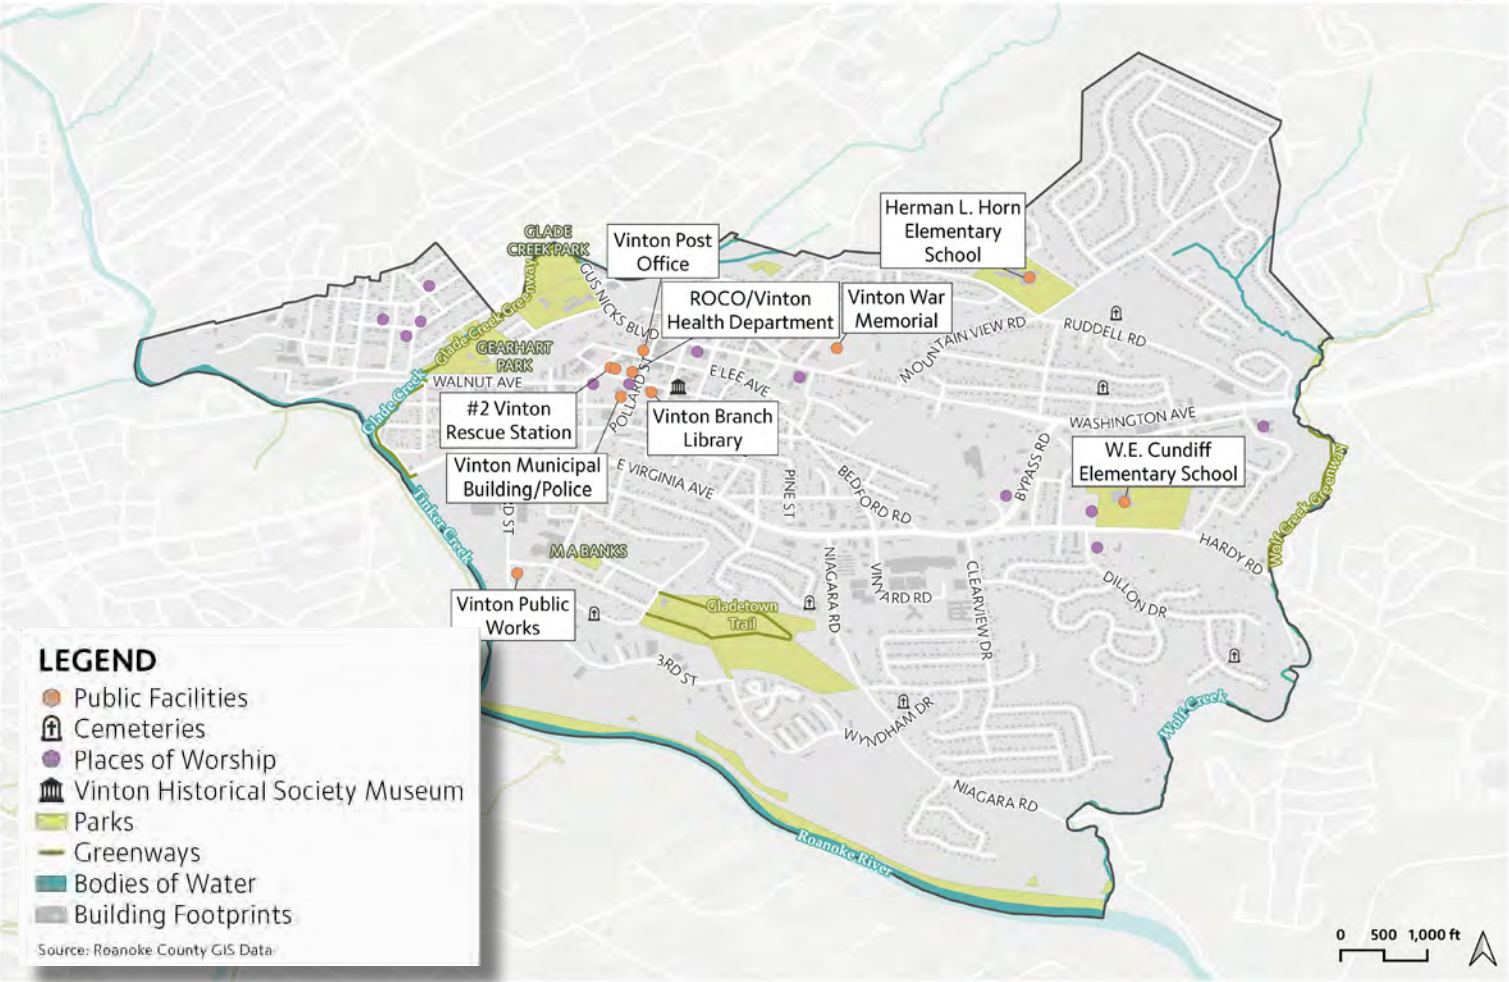 GLADE
CREEK PARK
Vinton Post
Office
Herman L. Horn
Elementary
School
Glade Creek Greenway
GUS NICKS BLVD
ROCO/Vinton
Health Department
Vinton War
Memorial
GEARHART
PARK
WALNUT AVE
MOUNTAIN VIEW RD
RUDDELL RD
Glade Creek
#2 Vinton
Rescue Station
POLLARD ST
E LEE AVE
Vinton Branch
Library
WASHINGTON AVE
Vinton Municipal
Building/Police
E VIRGINIA AVE
PINE ST
BEDFORD RD
BYPASS RD
W.E. Cundiff
Elementary School
Wolf Creek Greenway
Tinker Creek
M A BANKS
HARDY RD
Vinton Public
Works
Gladetown
Trail
NIAGARA RD
VINYARD RD
CLEARVIEW DR
DILLON DR
3RD ST
WYNDHAM DR
Wolf Creek
NIAGARA RD
Roanoke River
LEGEND
Public Facilities
Cemeteries
Places of Worship
Vinton Historical Society Museum
Parks
Greenways
Bodies of Water
Building Footprints
Source: Roanoke County GIS Data
0 500 1,000 ft